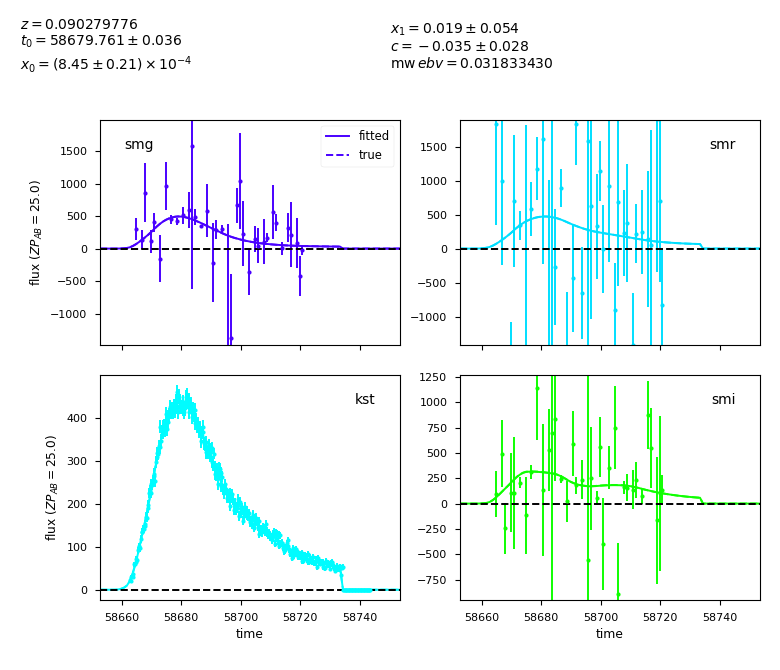 z = 0.090279776
t₀ = 58679.761 ± 0.036
x₀ = (8.45 ± 0.21) × 10⁻⁴
x₁ = 0.019 ± 0.054
c = −0.035 ± 0.028
mw ebv = 0.031833430
smg
fitted
true
1500
1000
500
0
−500
−1000
flux (ZP_AB = 25.0)
smr
1500
1000
500
0
−500
−1000
kst
400
300
200
100
0
flux (ZP_AB = 25.0)
58660 58680 58700 58720 58740
time
smi
1250
1000
750
500
250
0
−250
−500
−750
58660 58680 58700 58720 58740
time